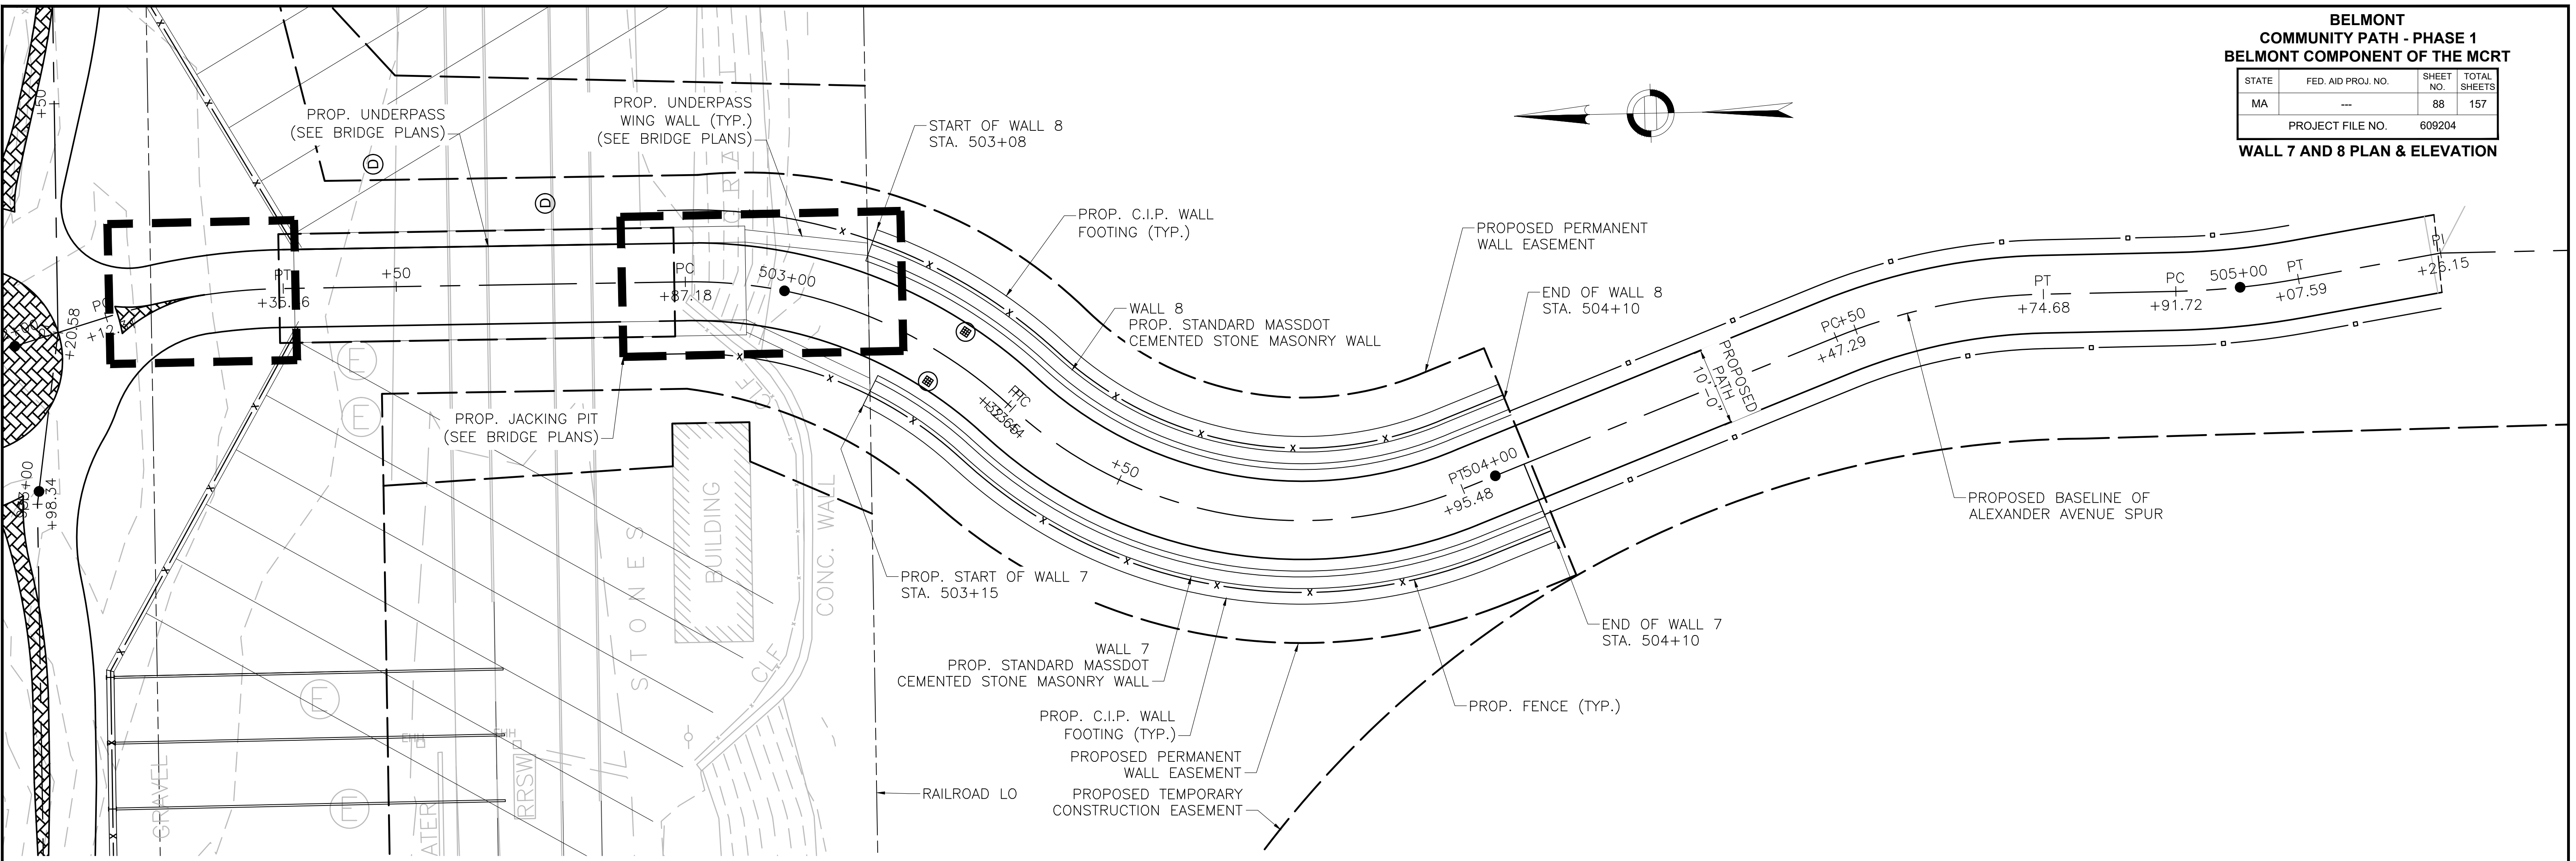 BELMONT
COMMUNITY PATH - PHASE 1
BELMONT COMPONENT OF THE MCRT
STATE
FED. AID PROJ. NO.
SHEET NO.
TOTAL SHEETS
MA
---
88
157
PROJECT FILE NO. 609204
WALL 7 AND 8 PLAN & ELEVATION
PROP. UNDERPASS
(SEE BRIDGE PLANS)
PROP. UNDERPASS
WING WALL (TYP.)
(SEE BRIDGE PLANS)
START OF WALL 8
STA. 503+08
PROP. C.I.P. WALL
FOOTING (TYP.)
PROPOSED PERMANENT
WALL EASEMENT
WALL 8
PROP. STANDARD MASSDOT
CEMENTED STONE MASONRY WALL
END OF WALL 8
STA. 504+10
+50
D
D
+20.58
PT
+50
PC
+87.18
503+00
+50
PT
+95.48
504+00
PROPOSED
PATH
10'-0"
PC
+47.29
+50
PT
+74.68
PC
+91.72
505+00
PT
+07.59
PI
+26.15
PROPOSED BASELINE OF
ALEXANDER AVENUE SPUR
+98.34
E
E
E
E
PROP. JACKING PIT
(SEE BRIDGE PLANS)
BUILDING
STONES
CLF
CLF
CONC. WALL
GRAVEL
RRSW
PROP. START OF WALL 7
STA. 503+15
WALL 7
PROP. STANDARD MASSDOT
CEMENTED STONE MASONRY WALL
PROP. C.I.P. WALL
FOOTING (TYP.)
PROPOSED PERMANENT
WALL EASEMENT
PROPOSED TEMPORARY
CONSTRUCTION EASEMENT
RAILROAD LO
PROP. FENCE (TYP.)
END OF WALL 7
STA. 504+10